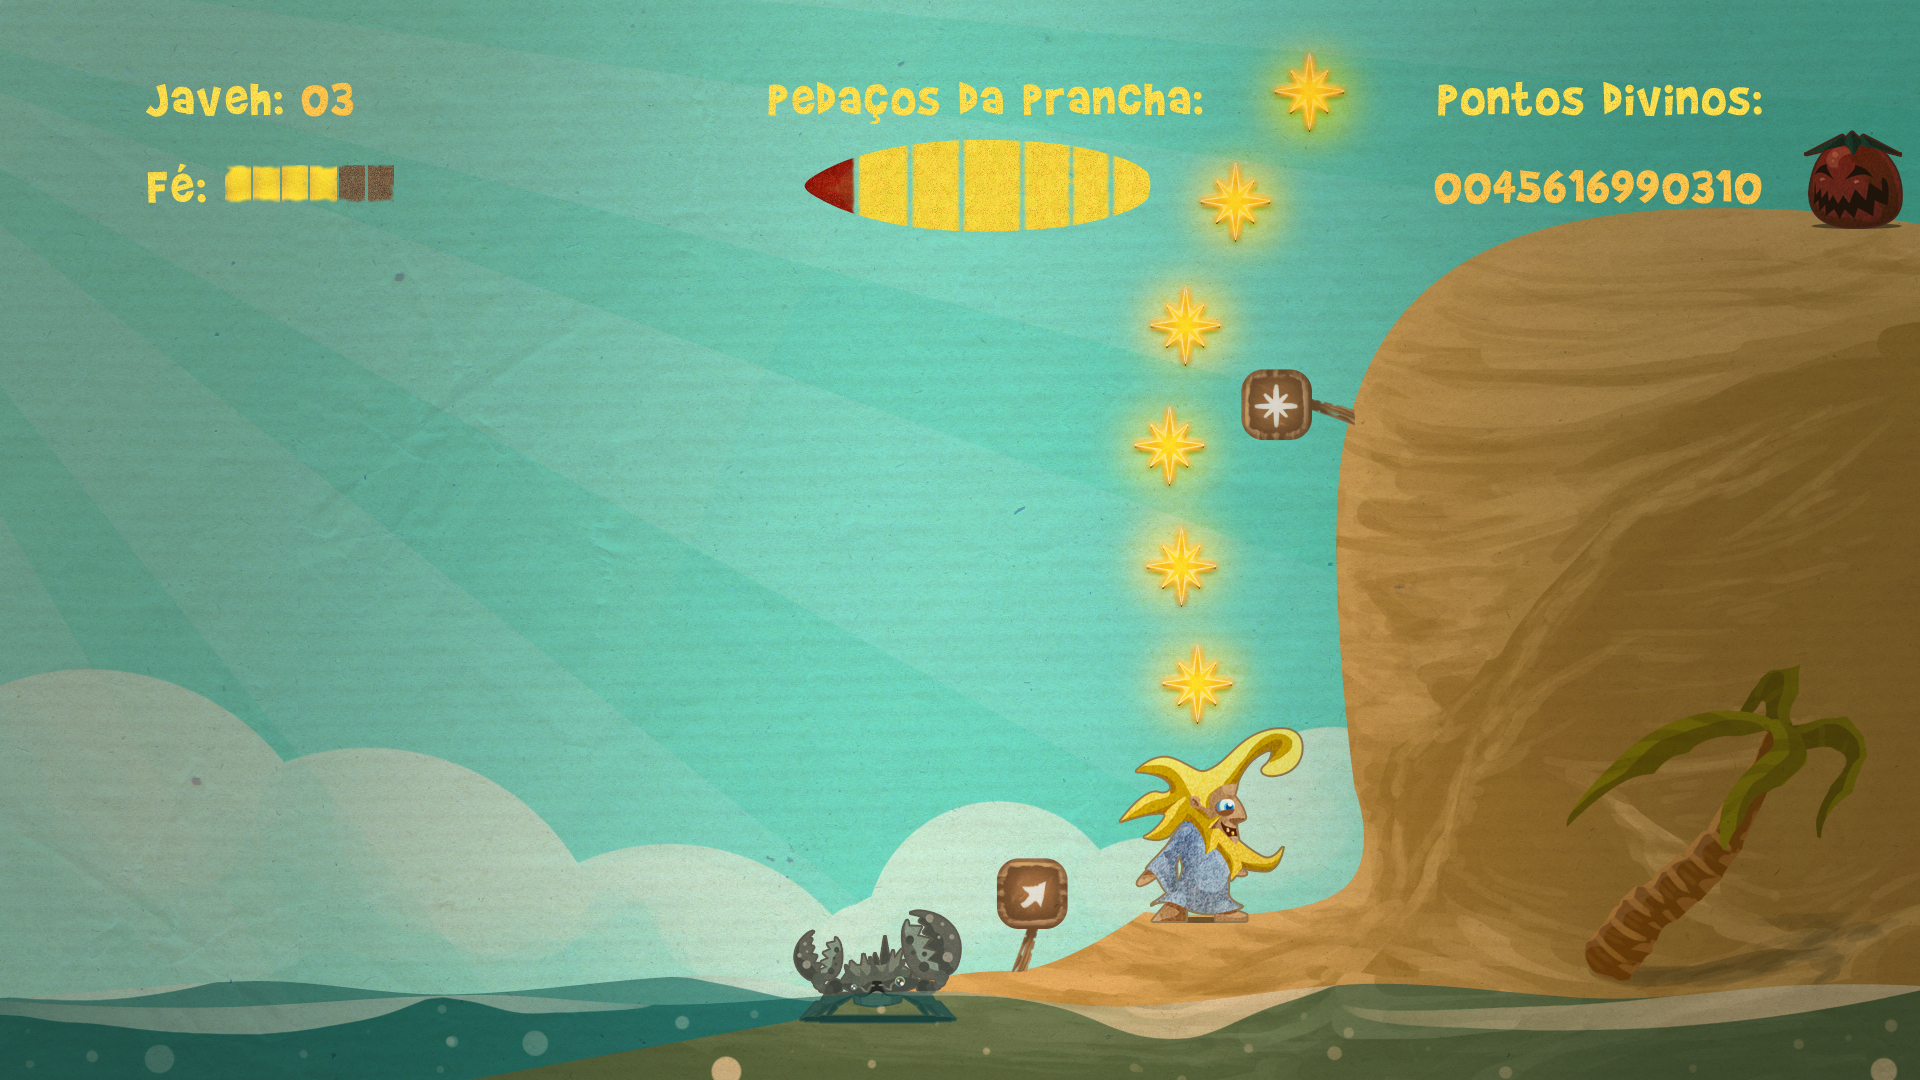 Javeh: 03
Fé:
Pedaços da Prancha:
Pontos Divinos:
0045616990310